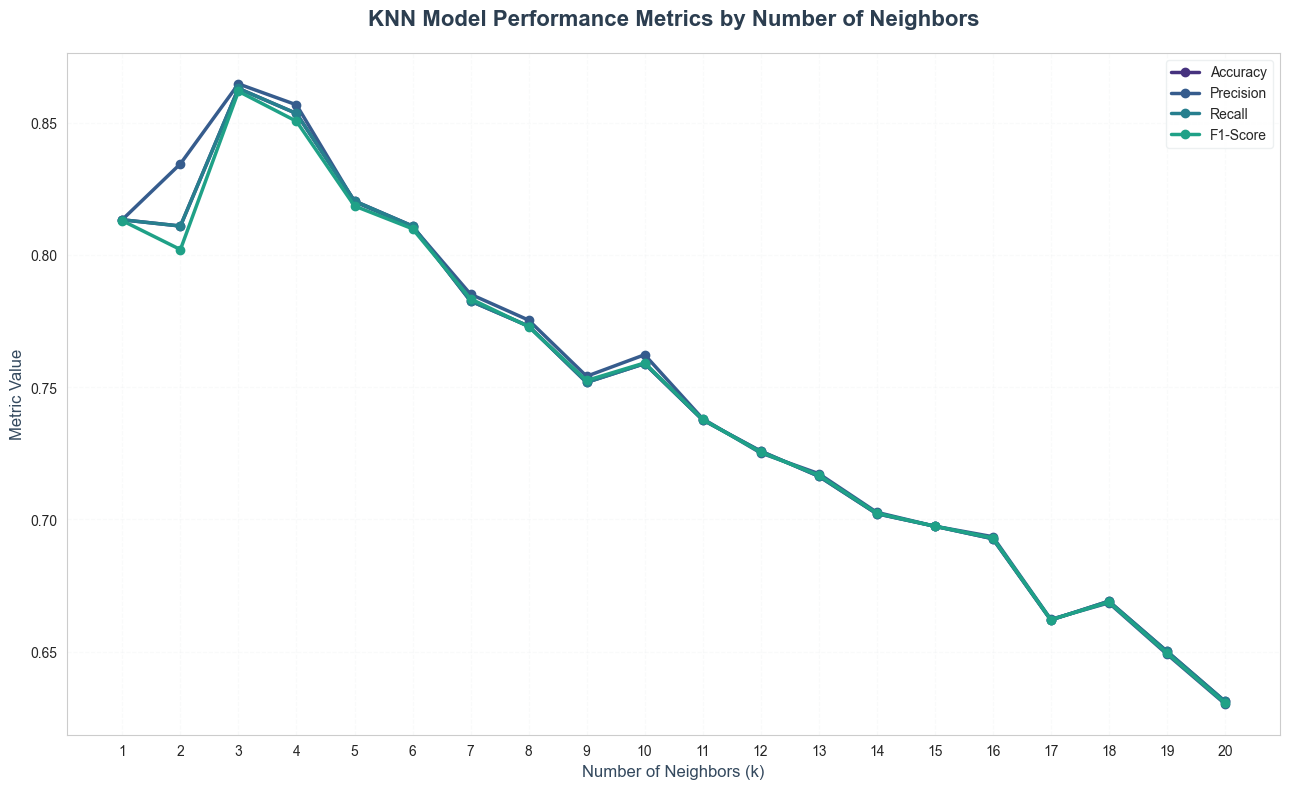 KNN Model Performance Metrics by Number of Neighbors
Accuracy
Precision
Recall
F1-Score
0.85
0.80
0.75
0.70
0.65
Metric Value
1 2 3 4 5 6 7 8 9 10 11 12 13 14 15 16 17 18 19 20
Number of Neighbors (k)